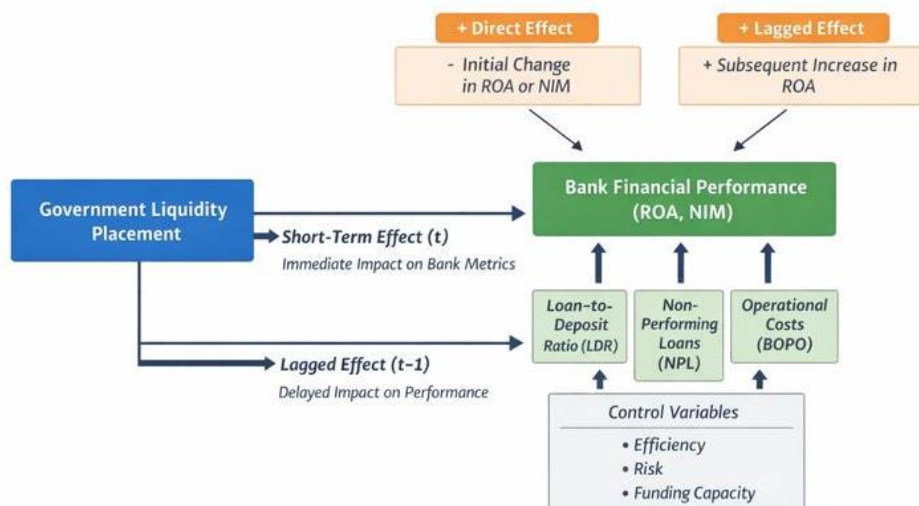 + Direct Effect
- Initial Change
in ROA or NIM
+ Lagged Effect
+ Subsequent Increase in
ROA
Government Liquidity
Placement
Bank Financial Performance
(ROA, NIM)
Short-Term Effect (t)
Immediate Impact on Bank Metrics
Lagged Effect (t-1)
Delayed Impact on Performance
Loan-to-
Deposit
Ratio (LDR)
Non-
Performing
Loans
(NPL)
Operational
Costs
(BOPO)
Control Variables
• Efficiency
• Risk
• Funding Capacity